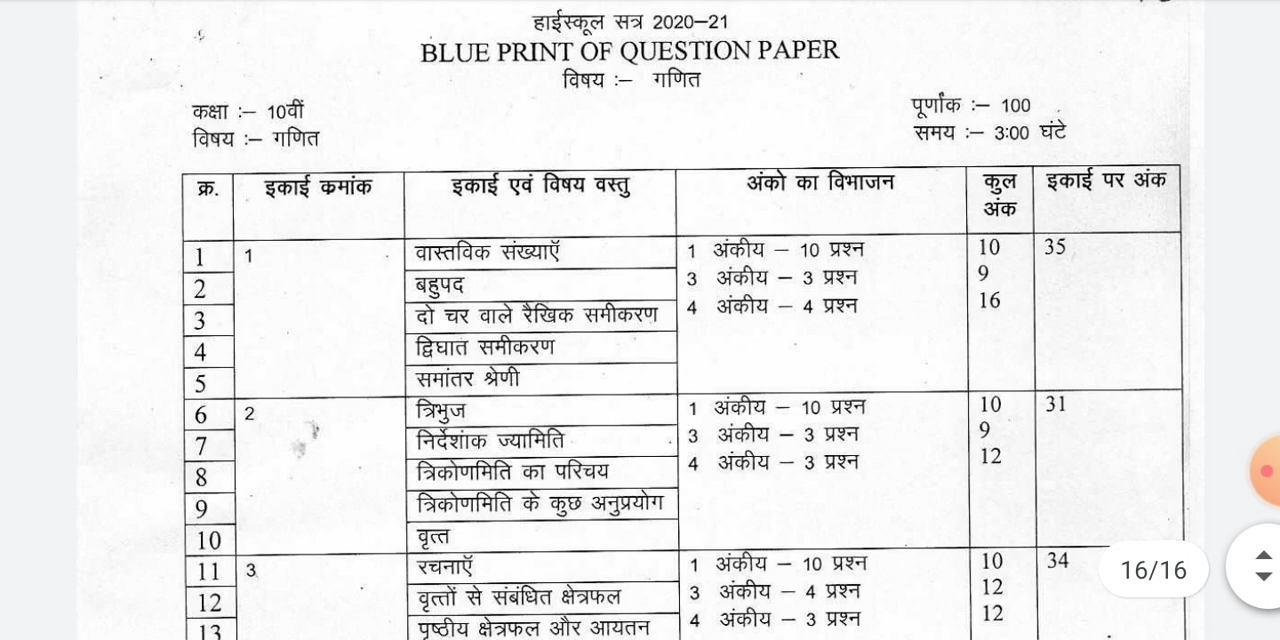 हाईस्कूल सत्र 2020–21
BLUE PRINT OF QUESTION PAPER
विषय :– गणित
कक्षा :– 10वीं
पूर्णांक :– 100
विषय :– गणित
समय :– 3:00 घंटे
क्र. इकाई क्रमांक इकाई एवं विषय वस्तु अंको का विभाजन कुल अंक इकाई पर अंक
1 1 वास्तविक संख्याऍ 1 अंकीय – 10 प्रश्न 10 35
2 बहुपद 3 अंकीय – 3 प्रश्न 9
3 दो चर वाले रैखिक समीकरण 4 अंकीय – 4 प्रश्न 16
4 द्विघात समीकरण
5 समांतर श्रेणी
6 2 त्रिभुज 1 अंकीय – 10 प्रश्न 10 31
7 निर्देशांक ज्यामिति 3 अंकीय – 3 प्रश्न 9
8 त्रिकोणमिति का परिचय 4 अंकीय – 3 प्रश्न 12
9 त्रिकोणमिति के कुछ अनुप्रयोग
10 वृत्त
11 3 रचनाऍ 1 अंकीय – 10 प्रश्न 10 34
12 वृत्तों से संबंधित क्षेत्रफल 3 अंकीय – 4 प्रश्न 12
13 पृष्ठीय क्षेत्रफल और आयतन 4 अंकीय – 3 प्रश्न 12
16/16